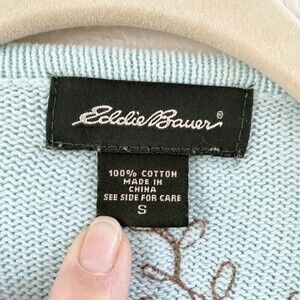 Eddie Bauer®
100% COTTON
MADE IN
CHINA
SEE SIDE FOR CARE
S